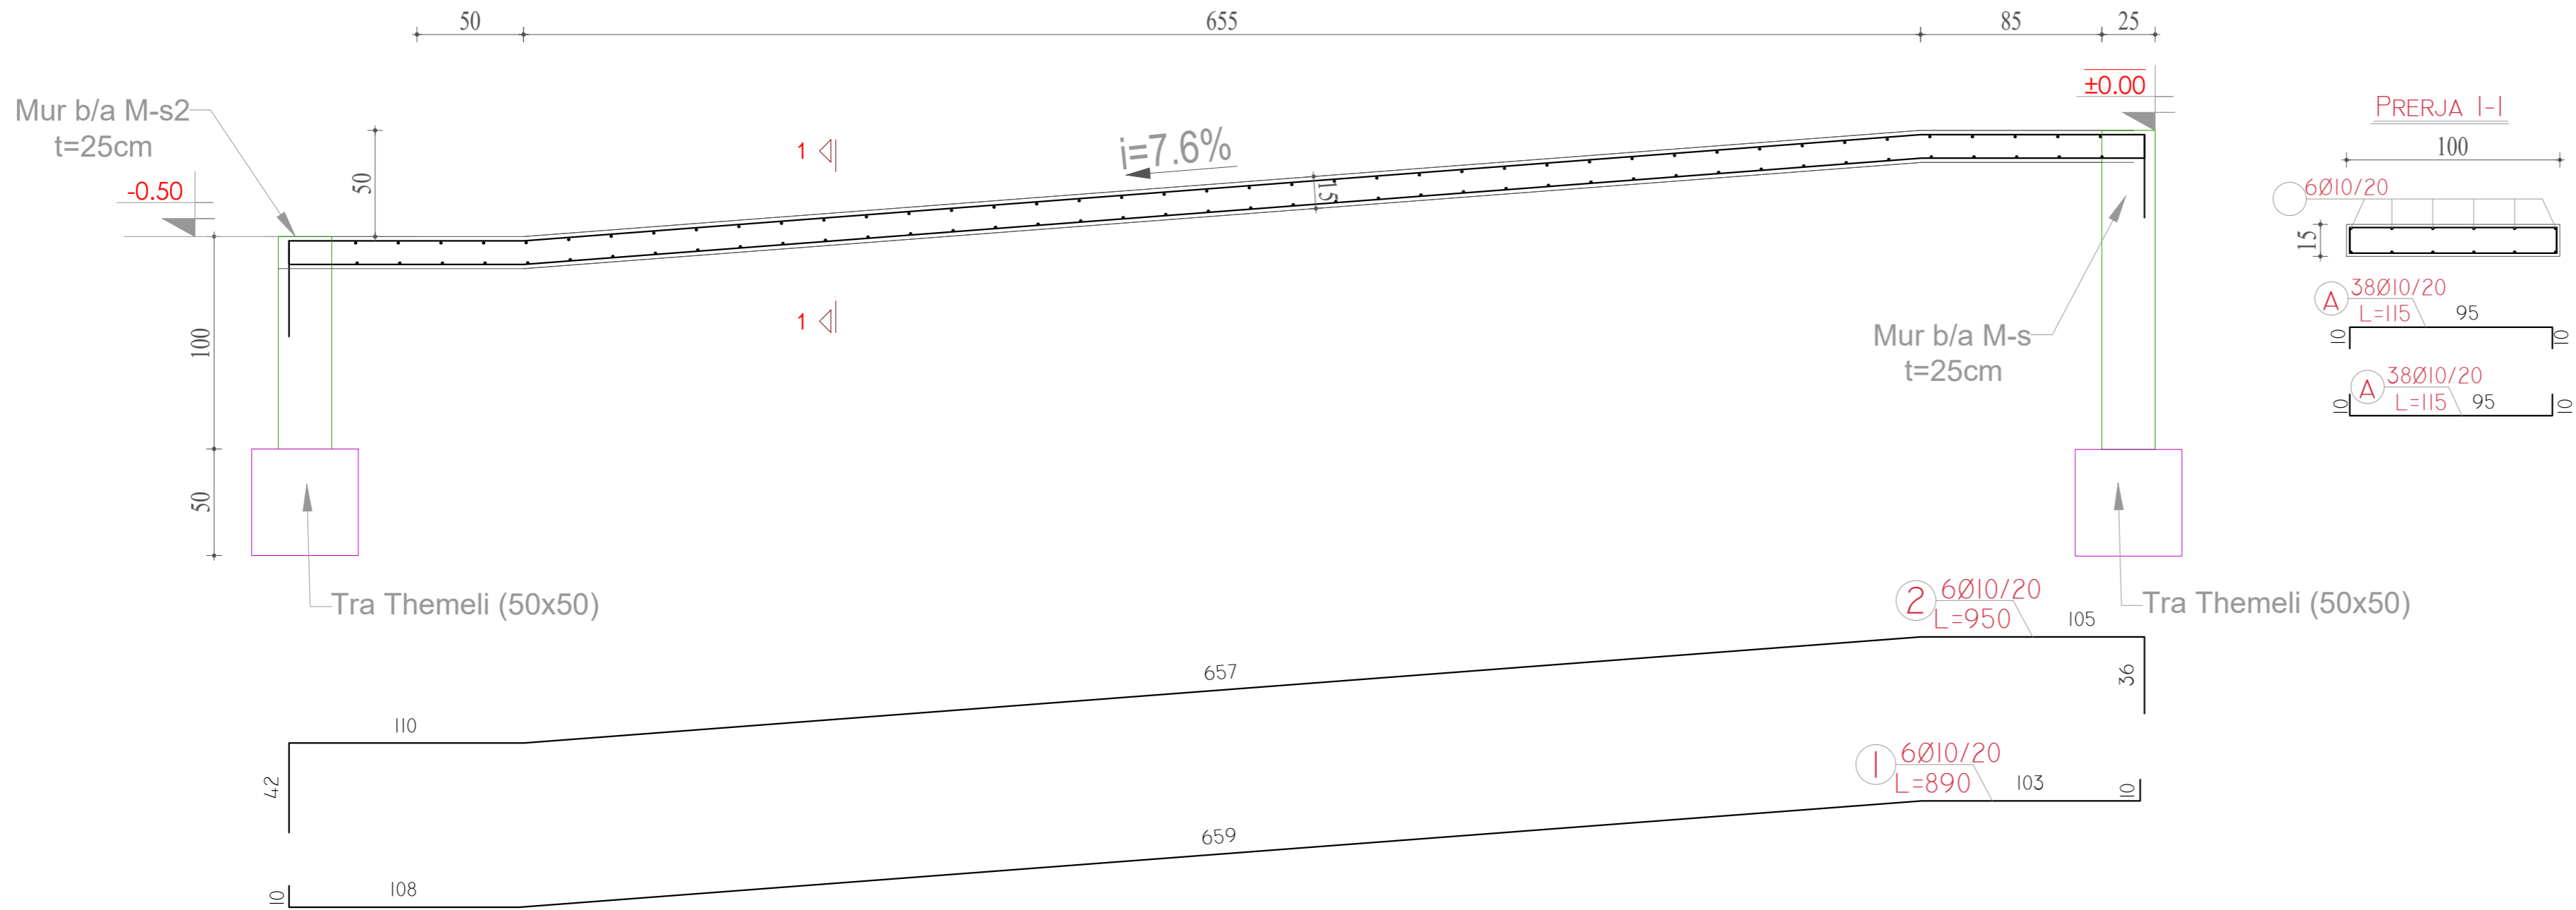 50
655
85
25
±0.00
Mur b/a M-s2
t=25cm
-0.50
50
1
i=7.6%
15
PRERJA 1-1
100
6Ø10/20
15
A
38Ø10/20
L=115
95
10
10
A
38Ø10/20
L=115
95
10
10
1
100
Mur b/a M-s
t=25cm
50
Tra Themeli (50x50)
Tra Themeli (50x50)
2
6Ø10/20
L=950
105
657
36
110
42
1
6Ø10/20
L=890
103
10
659
108
10